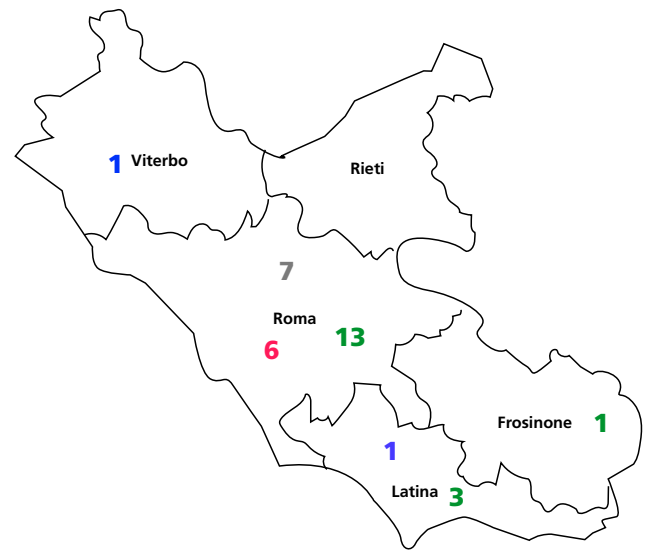 1 Viterbo
Rieti
7
Roma
6 13
Frosinone 1
1
Latina 3